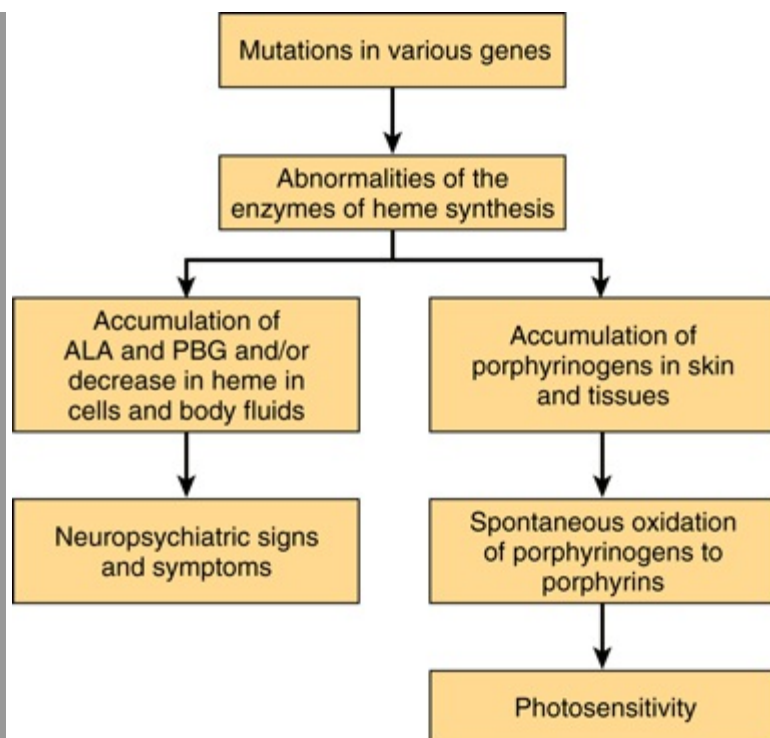 Mutations in various genes
Abnormalities of the
enzymes of heme synthesis
Accumulation of
ALA and PBG and/or
decrease in heme in
cells and body fluids
Accumulation of
porphyrinogens in skin
and tissues
Neuropsychiatric signs
and symptoms
Spontaneous oxidation
of porphyrinogens to
porphyrins
Photosensitivity